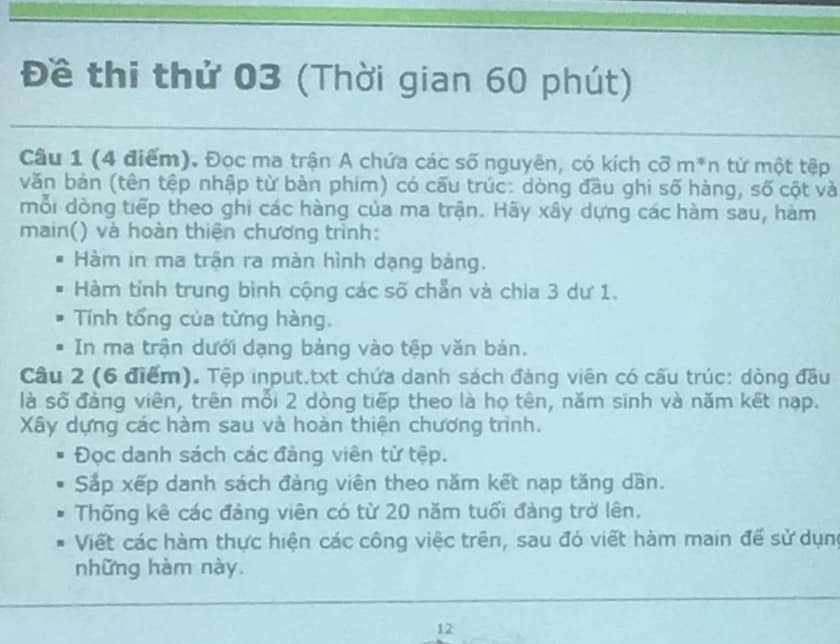 Đề thi thử 03 (Thời gian 60 phút)
Câu 1 (4 điểm). Đọc ma trận A chứa các số nguyên, có kích cỡ m*n từ một tệp
văn bản (tên tệp nhập từ bàn phím) có cấu trúc: dòng đầu ghi số hàng, số cột và
mỗi dòng tiếp theo ghi các hàng của ma trận. Hãy xây dựng các hàm sau, hàm
main() và hoàn thiện chương trình:
▪ Hàm in ma trận ra màn hình dạng bảng.
▪ Hàm tính trung bình cộng các số chẵn và chia 3 dư 1.
▪ Tính tổng của từng hàng.
▪ In ma trận dưới dạng bảng vào tệp văn bản.
Câu 2 (6 điểm). Tệp input.txt chứa danh sách đảng viên có cấu trúc: dòng đầu
là số đảng viên, trên mỗi 2 dòng tiếp theo là họ tên, năm sinh và năm kết nạp.
Xây dựng các hàm sau và hoàn thiện chương trình.
▪ Đọc danh sách các đảng viên từ tệp.
▪ Sắp xếp danh sách đảng viên theo năm kết nạp tăng dần.
▪ Thống kê các đảng viên có từ 20 năm tuổi đảng trở lên.
▪ Viết các hàm thực hiện các công việc trên, sau đó viết hàm main để sử dụng
những hàm này.
12